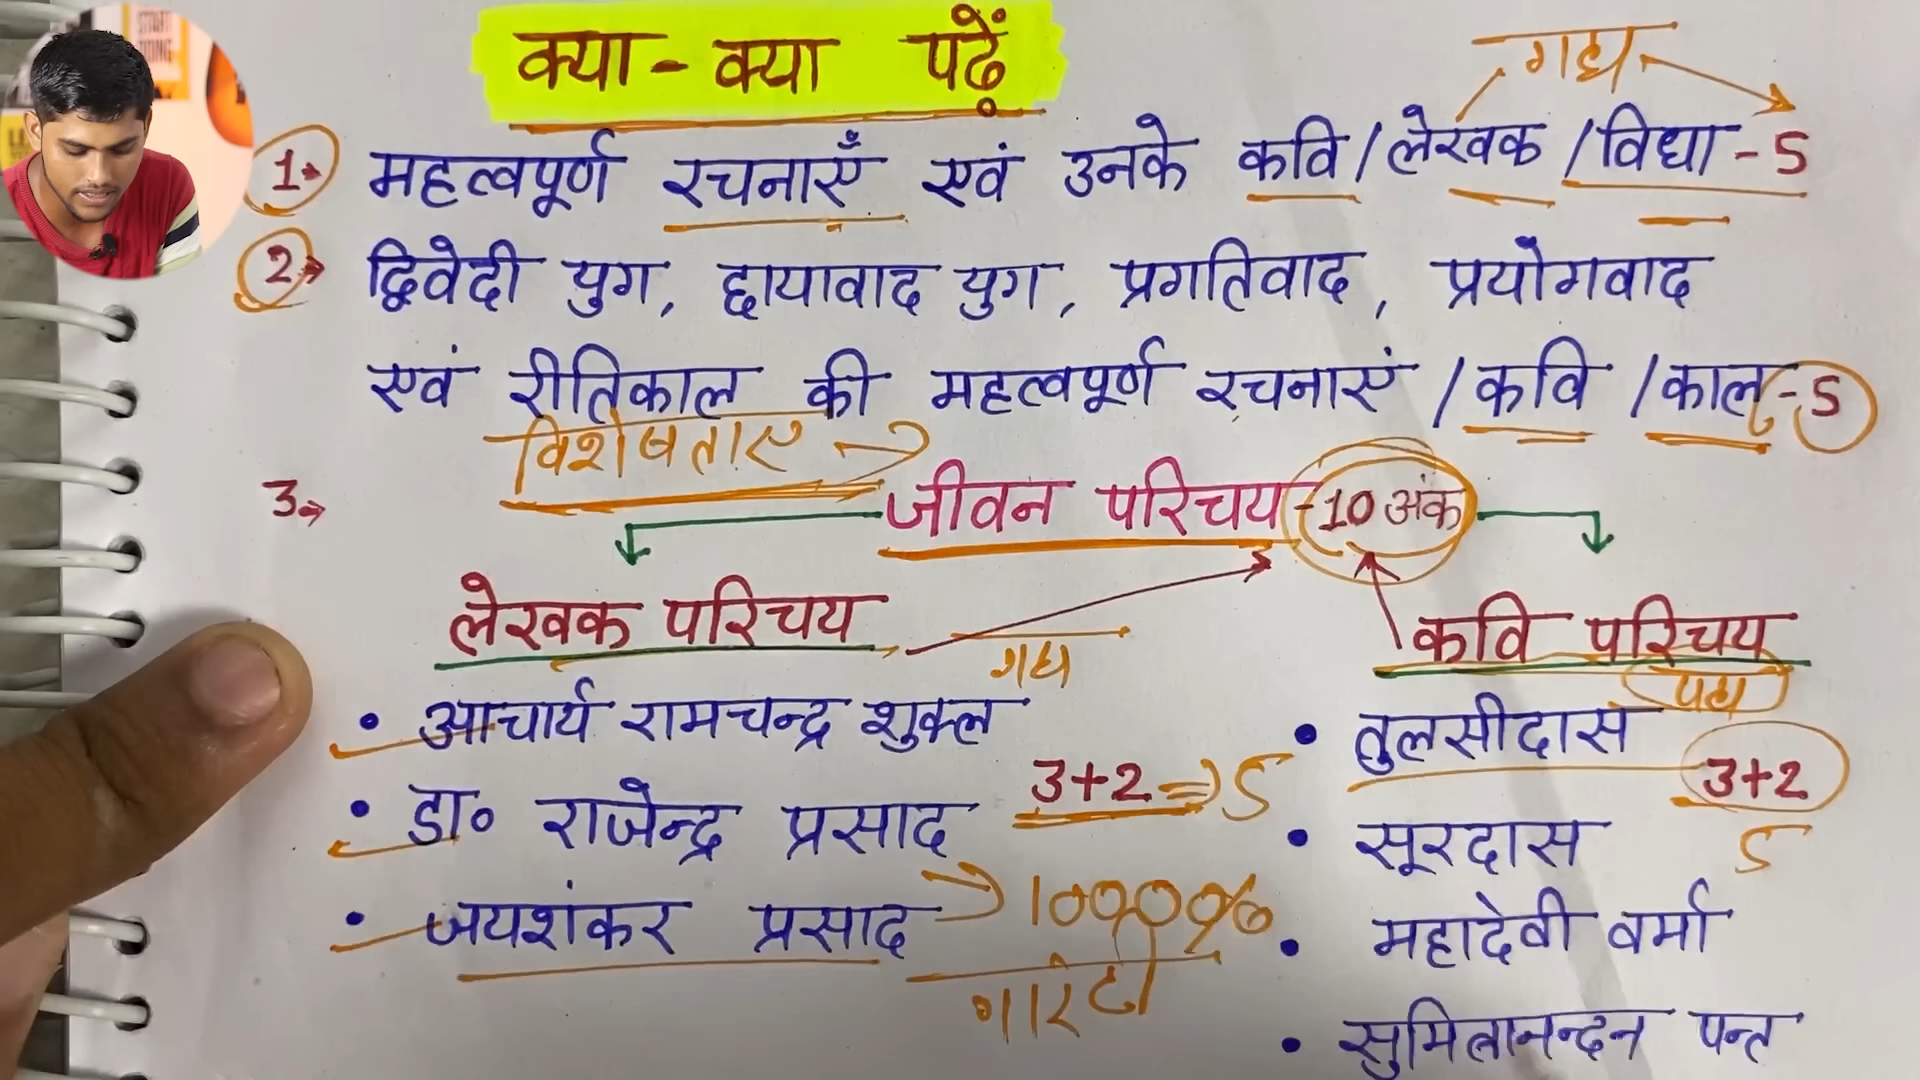 क्या - क्या पढ़ें
गद्य
1→ महत्वपूर्ण रचनाएँ एवं उनके कवि / लेखक / विद्या - 5
2→ द्विवेदी युग, छायावाद युग, प्रगतिवाद, प्रयोगवाद
एवं रीतिकाल की महत्वपूर्ण रचनाएं / कवि / काल - 5
विशेषताए
3→ जीवन परिचय - 10 अंक
लेखक परिचय
गद्य
कवि परिचय
पद्य
• आचार्य रामचन्द्र शुक्ल
• डा० राजेन्द्र प्रसाद
• जयशंकर प्रसाद
3+2 ⇒ 5
100%
गारंटी
• तुलसीदास
3+2
5
• सूरदास
• महादेवी वर्मा
• सुमित्रानन्दन पन्त
START